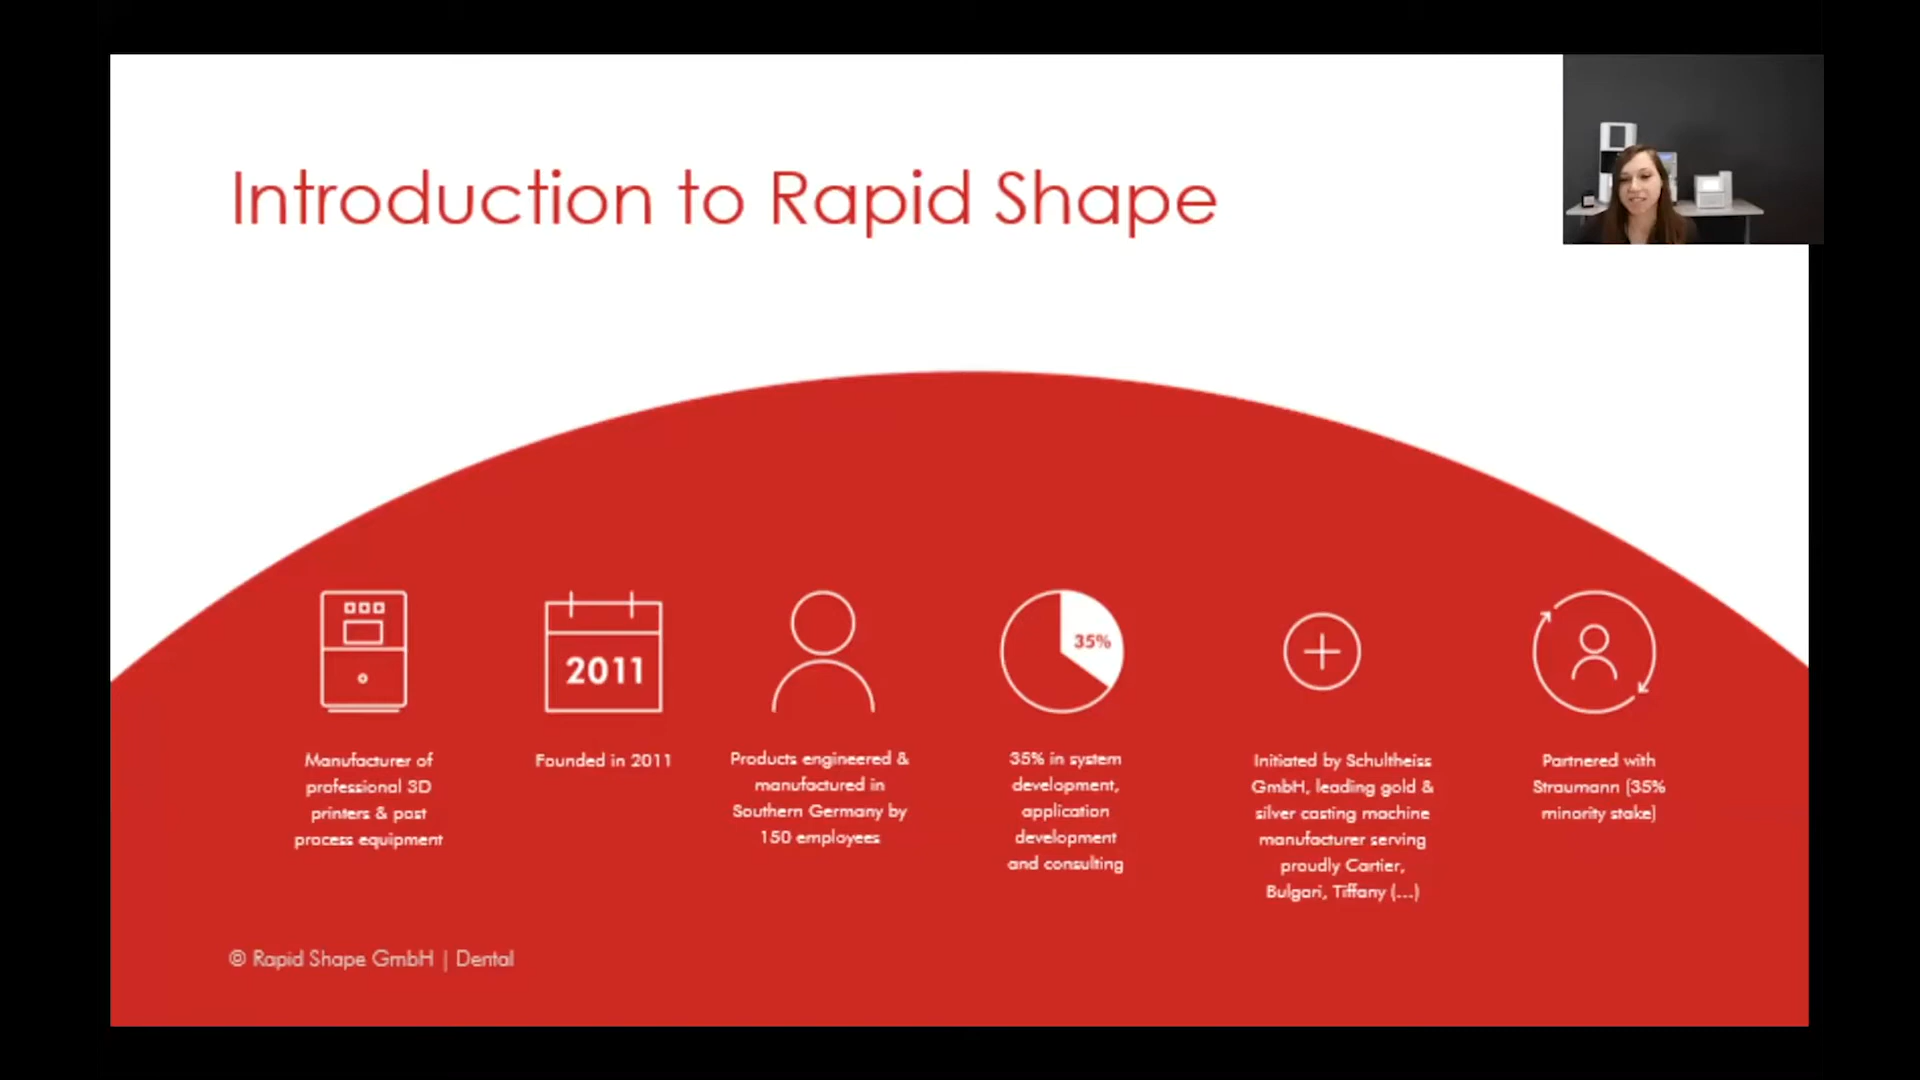 Introduction to Rapid Shape
2011
35%
Manufacturer of
professional 3D
printers & post
process equipment
Founded in 2011
Products engineered &
manufactured in
Southern Germany by
150 employees
35% in system
development,
application
development
and consulting
Initiated by Schultheiss
GmbH, leading gold &
silver casting machine
manufacturer serving
proudly Cartier,
Bulgari, Tiffany (...)
Partnered with
Straumann (35%
minority stake)
© Rapid Shape GmbH | Dental